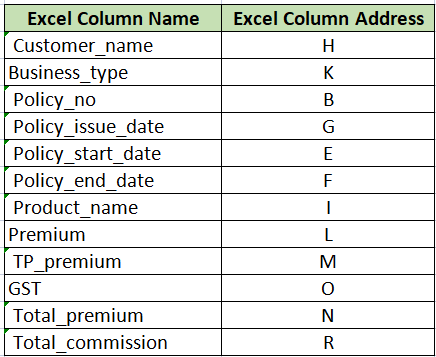 Excel Column Name Excel Column Address
Customer_name H
Business_type K
Policy_no B
Policy_issue_date G
Policy_start_date E
Policy_end_date F
Product_name I
Premium L
TP_premium M
GST O
Total_premium N
Total_commission R